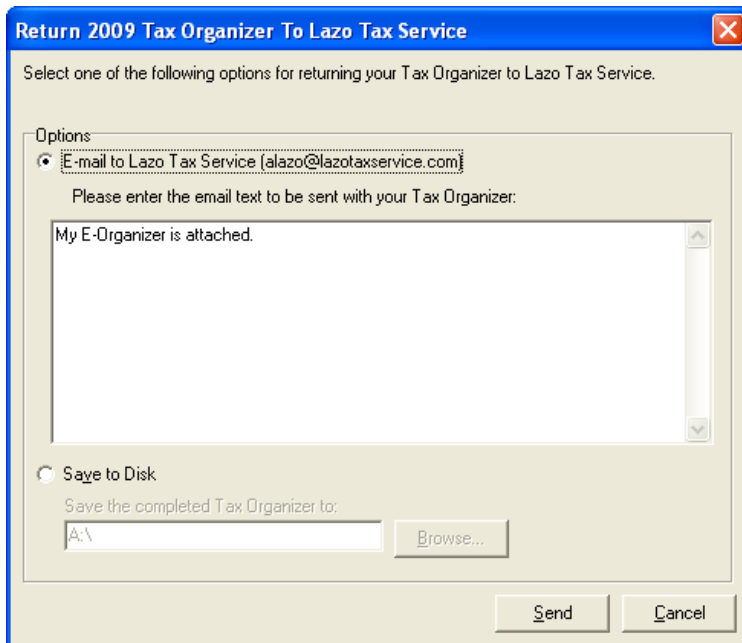 Return 2009 Tax Organizer To Lazo Tax Service
Select one of the following options for returning your Tax Organizer to Lazo Tax Service.
Options
E-mail to Lazo Tax Service (alazo@lazotaxservice.com)
Please enter the email text to be sent with your Tax Organizer:
My E-Organizer is attached.
Save to Disk
Save the completed Tax Organizer to:
A:\
Browse...
Send
Cancel